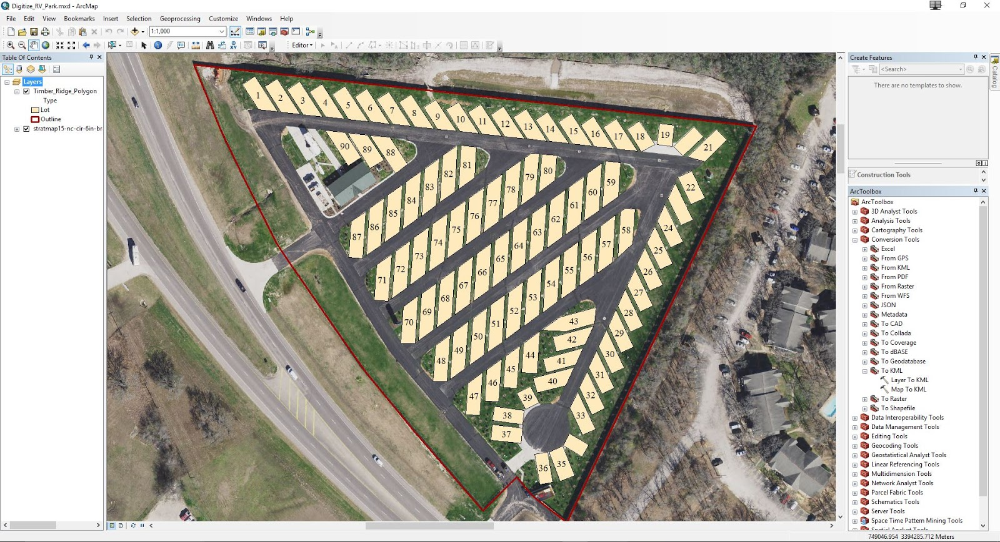 Digitize_RV_Park.mxd - ArcMap
File Edit View Bookmarks Insert Selection Geoprocessing Customize Windows Help
1:1,000
Editor
Table Of Contents
Layers
Timber_Ridge_Polygon
Type
Lot
Outline
stratmap15-nc-cir-6in-br
1 2 3 4 5 6 7 8 9 10 11 12 13 14 15 16 17 18 19 21
90 89 88
22
87 86 85 84 83 82 81
24
25
26
27
28
29
30
31
32
33
71 72 73 74 75 76 77 78 79 80
70 69 68 67 66 65 64 63 62 61 60 59
48 49 50 51 52 53 54 55 56 57 58
47 46 45 44
43
42
41
40
39
38
37
36 35
Create Features
<Search>
There are no templates to show.
Construction Tools
ArcToolbox
ArcToolbox
3D Analyst Tools
Analysis Tools
Cartography Tools
Conversion Tools
Excel
From GPS
From KML
From PDF
From Raster
From WFS
JSON
Metadata
To CAD
To Collada
To Coverage
To dBASE
To Geodatabase
To KML
Layer To KML
Map To KML
To Raster
To Shapefile
Data Interoperability Tools
Data Management Tools
Editing Tools
Geocoding Tools
Geostatistical Analyst Tools
Linear Referencing Tools
Multidimension Tools
Network Analyst Tools
Parcel Fabric Tools
Schematics Tools
Server Tools
Space Time Pattern Mining Tools
Spatial Analyst Tools
Catalog
749046.954 3394285.712 Meters